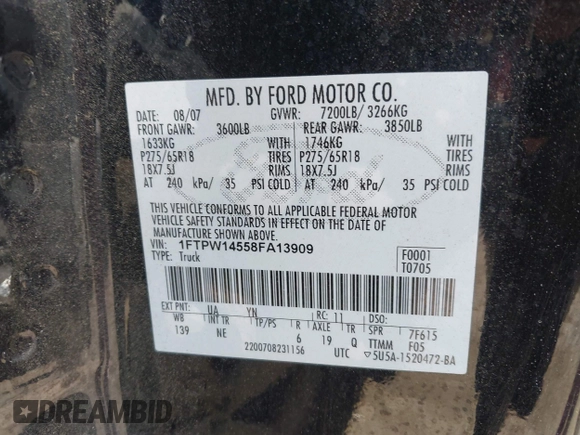 MFD. BY FORD MOTOR CO.
DATE: 08/07 GVWR: 7200LB/ 3266KG
FRONT GAWR: 3600LB REAR GAWR: 3850LB
1633KG WITH 1746KG WITH
P275/65R18 TIRES P275/65R18 TIRES
18X7.5J RIMS 18X7.5J RIMS
AT 240 kPa/ 35 PSI COLD AT 240 kPa/ 35 PSI COLD
THIS VEHICLE CONFORMS TO ALL APPLICABLE FEDERAL MOTOR
VEHICLE SAFETY STANDARDS IN EFFECT ON THE DATE OF
MANUFACTURE SHOWN ABOVE.
VIN: 1FTPW14558FA13909 F0001
TYPE: Truck T0705
EXT PNT: UA YN RC: 11 DSO:
WB INT TR TP/PS R AXLE TR SPR 7F615
139 NE 6 19 Q TTMM F05
2200708231156 UTC ▽5U5A-1520472-BA
DREAMBID